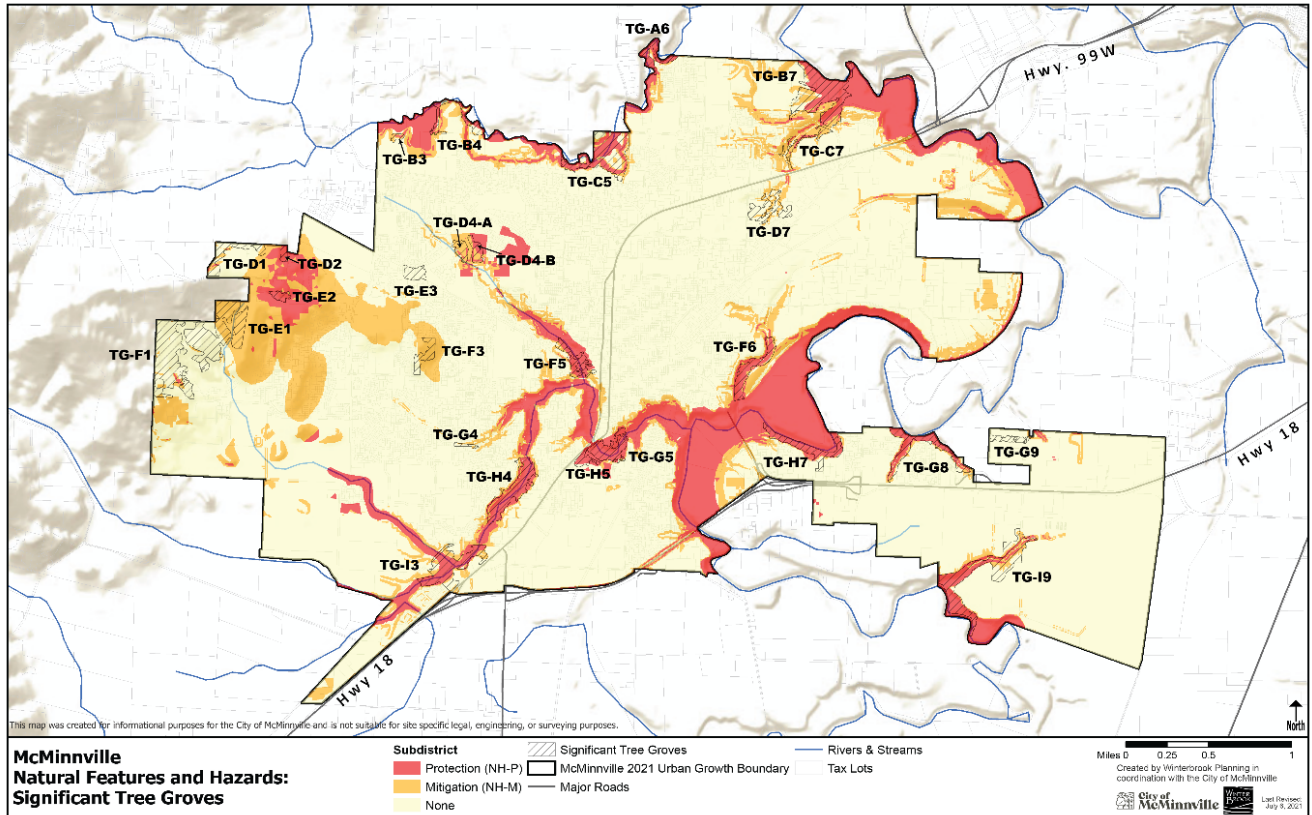 TG-A6
Hwy. 99W
TG-B7
TG-B3
TG-B4
TG-C7
TG-C5
TG-D7
TG-D4-A
TG-D4-B
TG-D1
TG-D2
TG-E3
TG-E2
TG-E1
TG-F1
TG-F3
TG-F5
TG-F6
TG-G4
TG-H5
TG-G5
TG-H7
TG-G8
TG-G9
Hwy 18
TG-H4
TG-I3
TG-I9
Hwy 18
This map was created for informational purposes for the City of McMinnville and is not suitable for site specific legal, engineering, or surveying purposes.
North
McMinnville
Natural Features and Hazards:
Significant Tree Groves
Subdistrict
Protection (NH-P)
Mitigation (NH-M)
None
Significant Tree Groves
McMinnville 2021 Urban Growth Boundary
Major Roads
Rivers & Streams
Tax Lots
Miles 0 0.25 0.5 1
Created by Winterbrook Planning in
coordination with the City of McMinnville
City of
McMinnville
WINTER
BROOK
Last Revised:
July 8, 2021